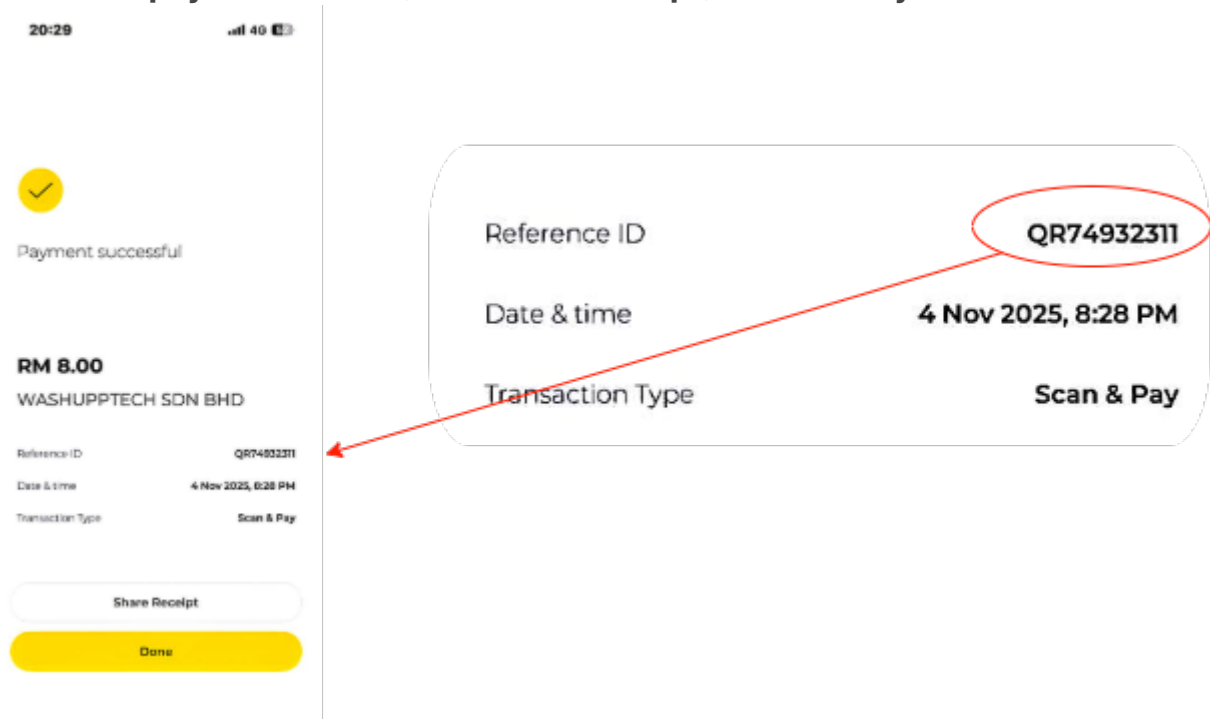 20:29
4G
Payment successful
RM 8.00
WASHUPPTECH SDN BHD
Reference ID QR74932311
Date & time 4 Nov 2025, 8:28 PM
Transaction Type Scan & Pay
Share Receipt
Done
Reference ID QR74932311
Date & time 4 Nov 2025, 8:28 PM
Transaction Type Scan & Pay